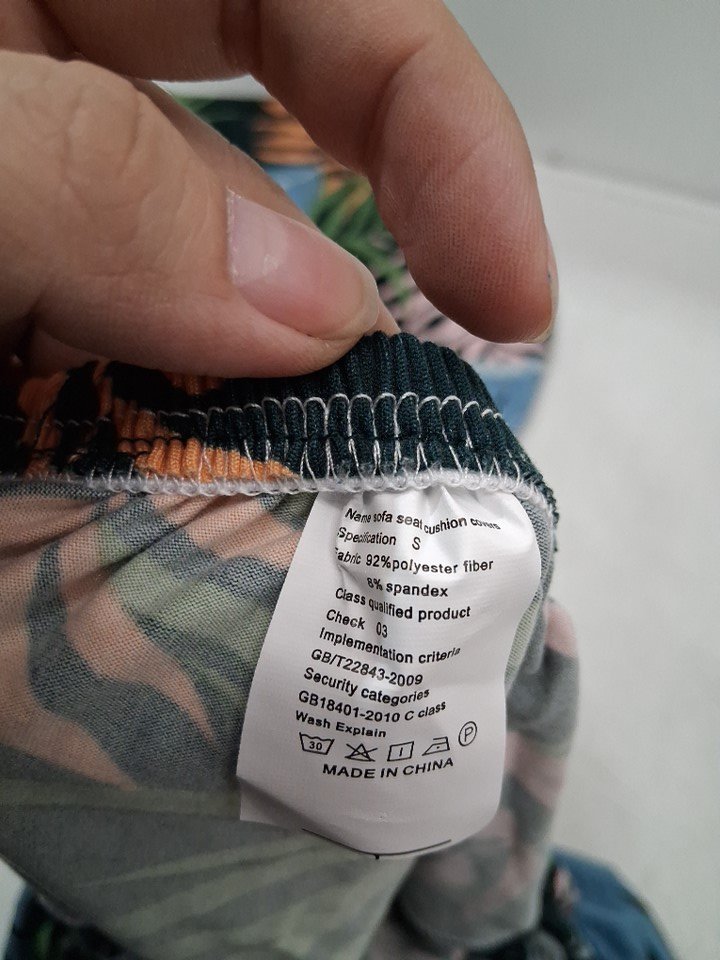 Name sofa seat cushion covers
Specification S
Fabric 92%polyester fiber
8% spandex
Class qualified product
Check 03
Implementation criteria
GB/T22843-2009
Security categories
GB18401-2010 C class
Wash Explain
30 P
MADE IN CHINA